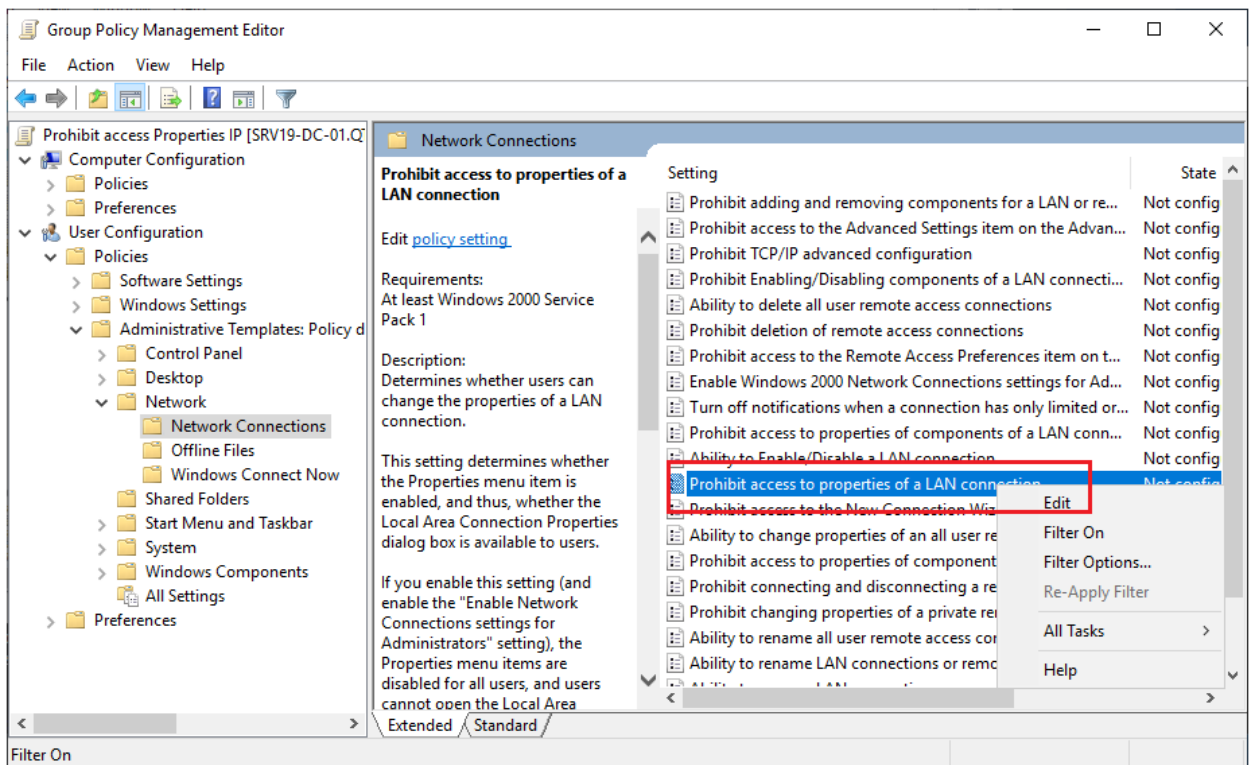 Group Policy Management Editor
File Action View Help
Prohibit access Properties IP [SRV19-DC-01.Q
Computer Configuration
Policies
Preferences
User Configuration
Policies
Software Settings
Windows Settings
Administrative Templates: Policy d
Control Panel
Desktop
Network
Network Connections
Offline Files
Windows Connect Now
Shared Folders
Start Menu and Taskbar
System
Windows Components
All Settings
Preferences
Network Connections
Prohibit access to properties of a
LAN connection
Edit policy setting
Requirements:
At least Windows 2000 Service
Pack 1
Description:
Determines whether users can
change the properties of a LAN
connection.
This setting determines whether
the Properties menu item is
enabled, and thus, whether the
Local Area Connection Properties
dialog box is available to users.
If you enable this setting (and
enable the "Enable Network
Connections settings for
Administrators" setting), the
Properties menu items are
disabled for all users, and users
cannot open the Local Area
Setting State
Prohibit adding and removing components for a LAN or re... Not config
Prohibit access to the Advanced Settings item on the Advan... Not config
Prohibit TCP/IP advanced configuration Not config
Prohibit Enabling/Disabling components of a LAN connecti... Not config
Ability to delete all user remote access connections Not config
Prohibit deletion of remote access connections Not config
Prohibit access to the Remote Access Preferences item on t... Not config
Enable Windows 2000 Network Connections settings for Ad... Not config
Turn off notifications when a connection has only limited or... Not config
Prohibit access to properties of components of a LAN conn... Not config
Ability to Enable/Disable a LAN connection Not config
Prohibit access to properties of a LAN connection Not config
Prohibit access to the New Connection Wiz
Ability to change properties of an all user re
Prohibit access to properties of component
Prohibit connecting and disconnecting a re
Prohibit changing properties of a private re
Ability to rename all user remote access cor
Ability to rename LAN connections or remo
Edit
Filter On
Filter Options...
Re-Apply Filter
All Tasks
Help
Extended Standard
Filter On